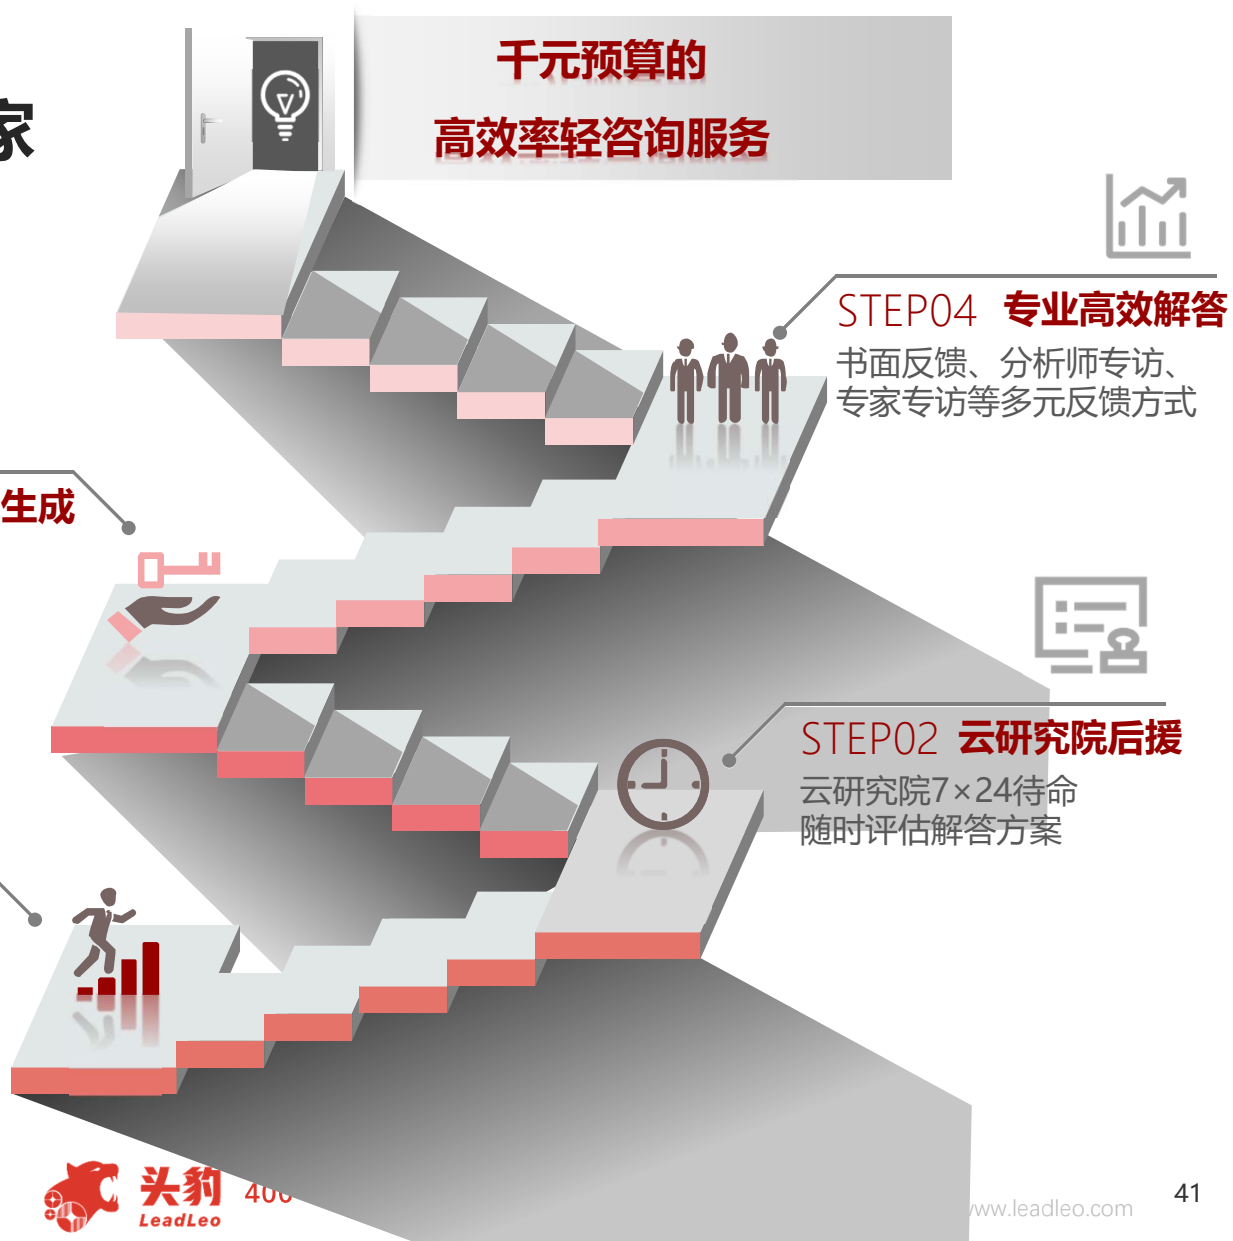 千元预算的
高效率轻咨询服务
家
STEP04 专业高效解答
书面反馈、分析师专访、
专家专访等多元反馈方式
生成
STEP02 云研究院后援
云研究院7×24待命
随时评估解答方案
头豹
LeadLeo
400
www.leadleo.com
41